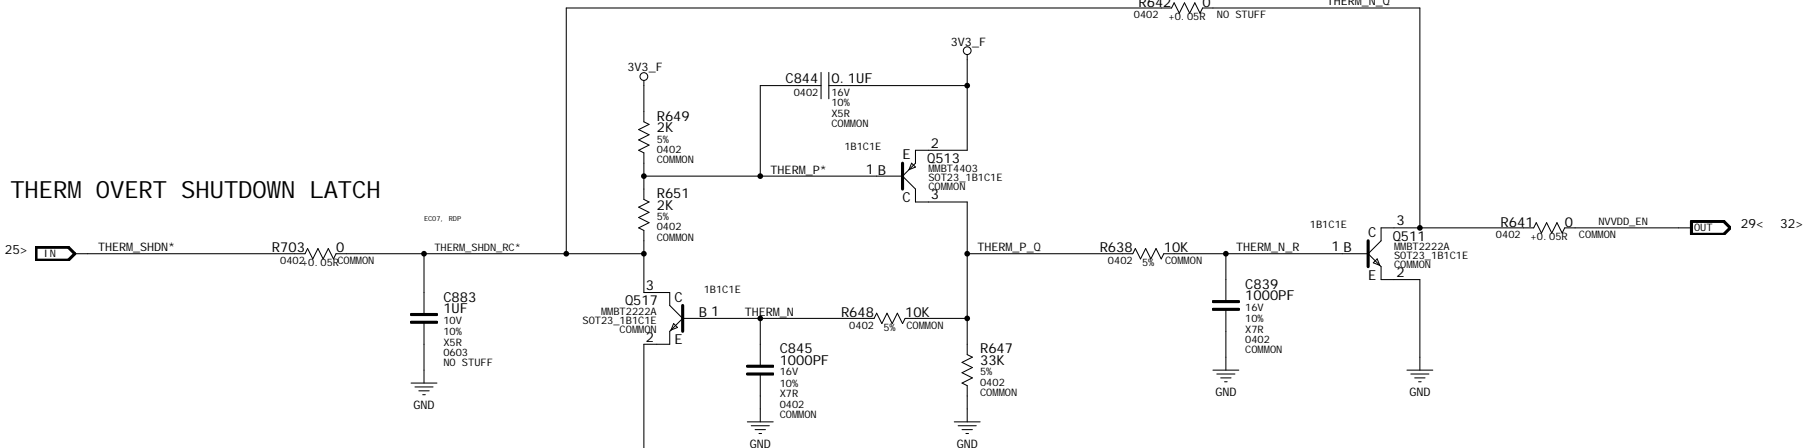 R642 0
0402 +0.05R NO STUFF
THERM_N_Q
3V3_F
3V3_F
C844 0.1UF
0402 16V
10%
X5R
COMMON
R649
2K
5%
0402
COMMON
1B1C1E
E 2
Q513
MMBT4403
SOT23_1B1C1E
COMMON
C 3
THERM_P* 1 B
THERM OVERT SHUTDOWN LATCH
R651
2K
5%
0402
COMMON
EC07, RDP
25> IN THERM_SHDN*
R703 0
0402 +0.05R COMMON
THERM_SHDN_RC*
THERM_P_Q
R638 10K
0402 5% COMMON
THERM_N_R
1B1C1E
1 B
C 3
Q511
MMBT2222A
SOT23_1B1C1E
COMMON
E 2
R641 0
0402 +0.05R COMMON
NVVDD_EN
OUT 29< 32>
C883
1UF
10V
10%
X5R
0603
NO STUFF
GND
3 C
Q517
MMBT2222A
SOT23_1B1C1E
COMMON
2 E
1B1C1E
B 1 THERM_N
R648 10K
0402 5% COMMON
C845
1000PF
16V
10%
X7R
0402
COMMON
GND
R647
33K
5%
0402
COMMON
GND
C839
1000PF
16V
10%
X7R
0402
COMMON
GND
GND